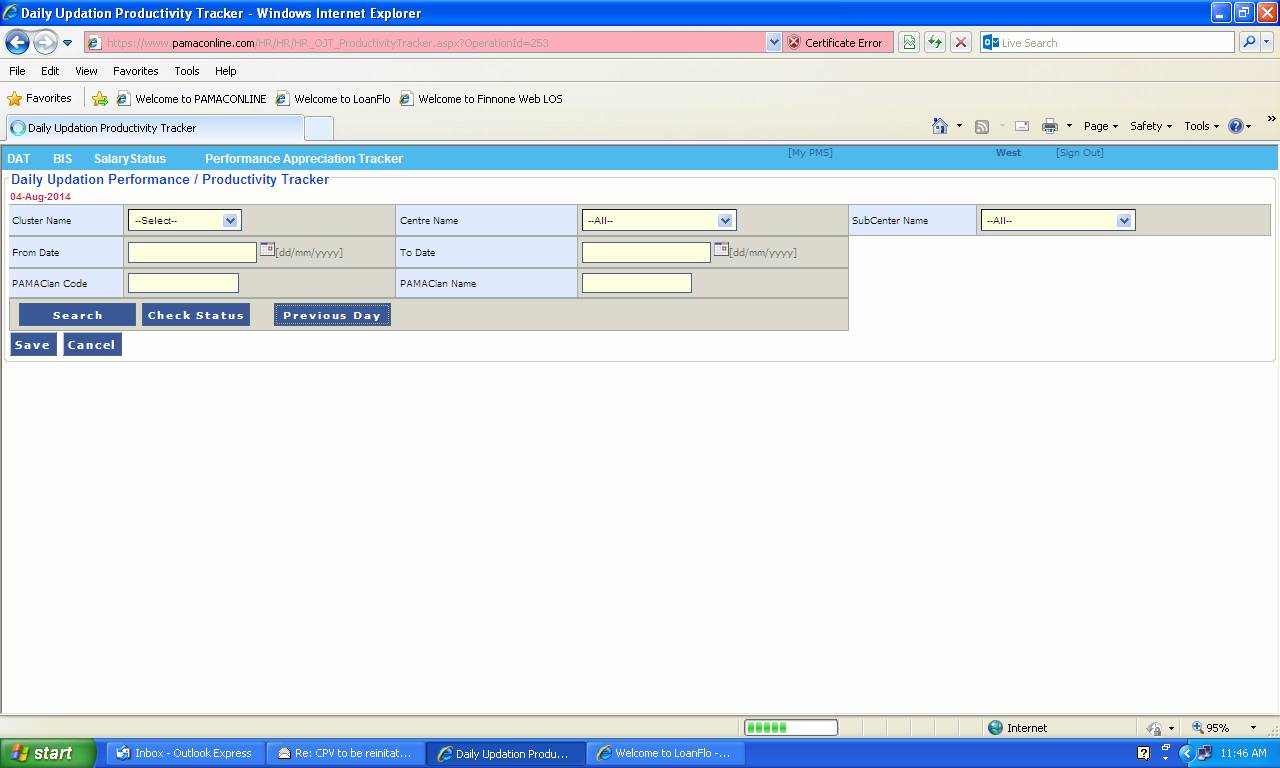 Daily Updation Productivity Tracker - Windows Internet Explorer
https://www.pamaconline.com/HR/HR/HR_OJT_ProductivityTracker.aspx?OperationId=253 Certificate Error Live Search
File Edit View Favorites Tools Help
Favorites Welcome to PAMACONLINE Welcome to LoanFlo Welcome to Finnone Web LOS
Daily Updation Productivity Tracker Page Safety Tools
DAT BIS SalaryStatus Performance Appreciation Tracker [My PMS] West [Sign Out]
Daily Updation Performance / Productivity Tracker
04-Aug-2014
Cluster Name --Select-- Centre Name --All-- SubCenter Name --All--
From Date [dd/mm/yyyy] To Date [dd/mm/yyyy]
PAMACian Code PAMACian Name
Search Check Status Previous Day
Save Cancel
Internet 95%
start Inbox - Outlook Express Re: CPV to be reinitat... Daily Updation Produ... Welcome to LoanFlo -... 11:46 AM